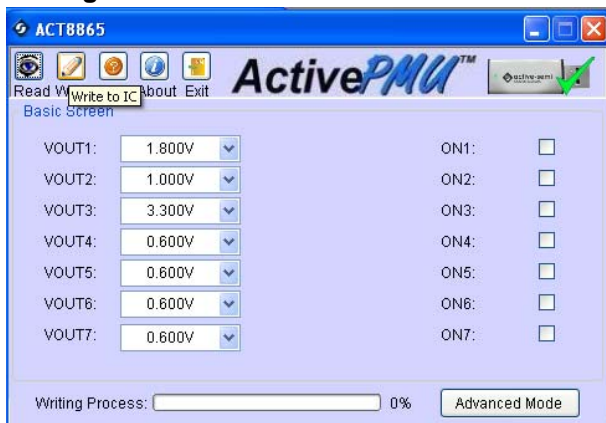 ACT8865
Read W About Exit ActivePMU™ active-semi
Write to IC
Basic Screen
VOUT1: 1.800V ON1:
VOUT2: 1.000V ON2:
VOUT3: 3.300V ON3:
VOUT4: 0.600V ON4:
VOUT5: 0.600V ON5:
VOUT6: 0.600V ON6:
VOUT7: 0.600V ON7:
Writing Process: 0% Advanced Mode